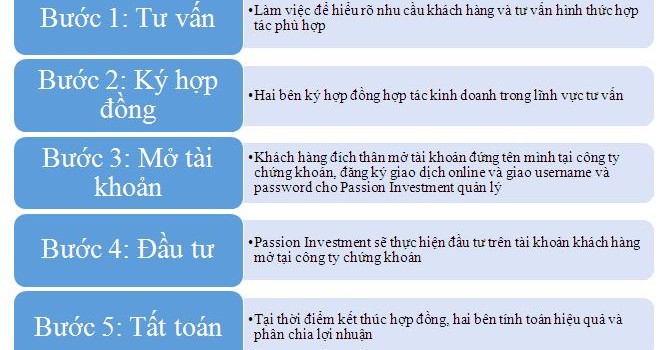 Bước 1: Tư vấn
•Làm việc để hiểu rõ nhu cầu khách hàng và tư vấn hình thức hợp
tác phù hợp
Bước 2: Ký hợp
đồng
•Hai bên ký hợp đồng hợp tác kinh doanh trong lĩnh vực tư vấn
Bước 3: Mở tài
khoản
•Khách hàng đích thân mở tài khoản đứng tên mình tại công ty
chứng khoán, đăng ký giao dịch online và giao username và
password cho Passion Investment quản lý
Bước 4: Đầu tư
•Passion Investment sẽ thực hiện đầu tư trên tài khoản khách hàng
mở tại công ty chứng khoán
Bước 5: Tất toán
•Tại thời điểm kết thúc hợp đồng, hai bên tính toán hiệu quả và
phân chia lợi nhuận